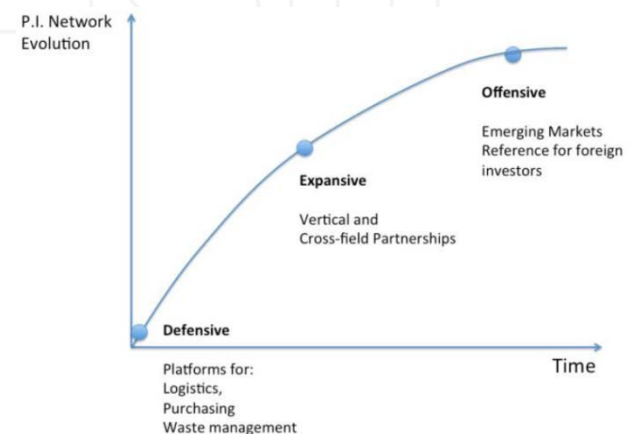 P.I. Network
Evolution
Offensive
Emerging Markets
Reference for foreign
investors
Expansive
Vertical and
Cross-field Partnerships
Defensive
Time
Platforms for:
Logistics,
Purchasing
Waste management